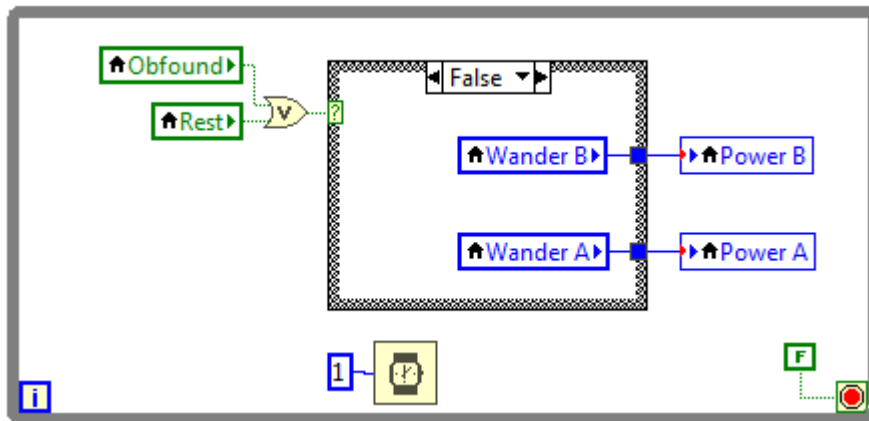 Obfound
False
Rest
V
?
Wander B
Power B
Wander A
Power A
1
F
i